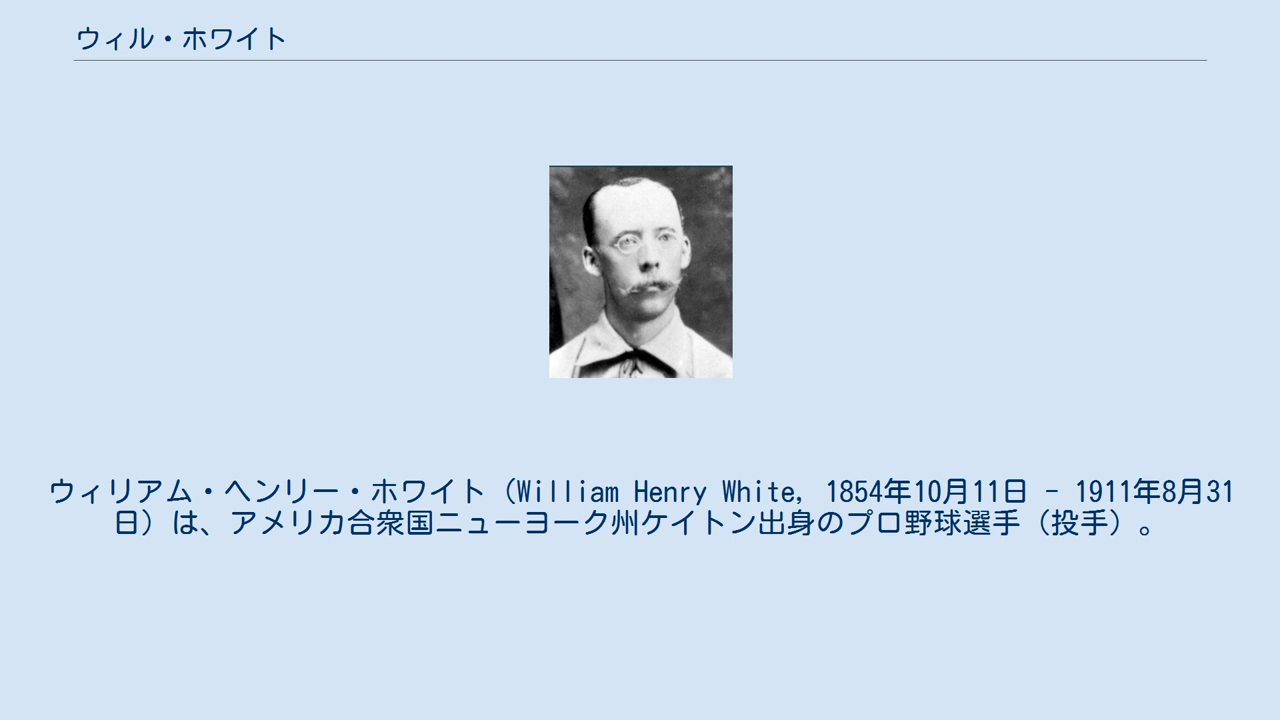 ウィル・ホワイト
ウィリアム・ヘンリー・ホワイト（William Henry White, 1854年10月11日 - 1911年8月31
日）は、アメリカ合衆国ニューヨーク州ケイトン出身のプロ野球選手（投手）。